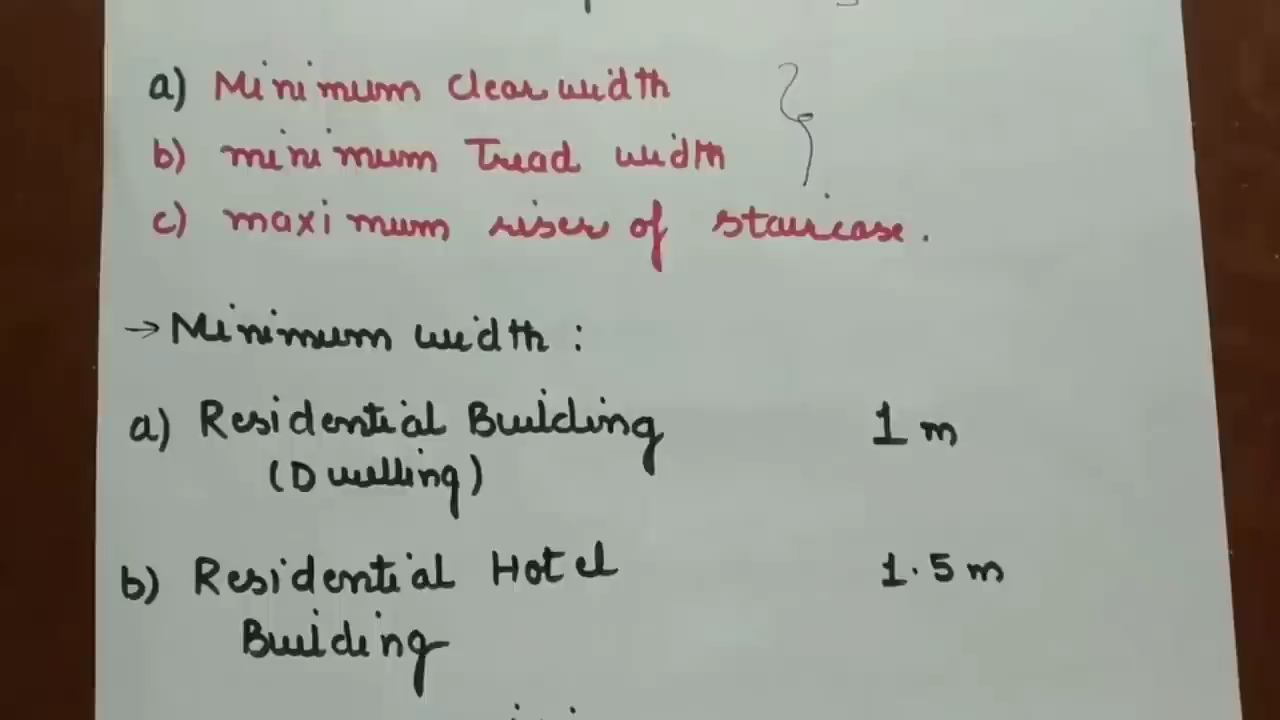 a) Minimum Clear width
b) minimum Tread width
c) maximum riser of staircase.
→ Minimum width :
a) Residential Building 1 m
(Dwelling)
b) Residential Hotel 1.5 m
Building